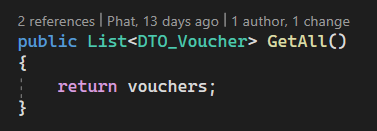 2 references | Phat, 13 days ago | 1 author, 1 change
public List<DTO_Voucher> GetAll()
{
return vouchers;
}